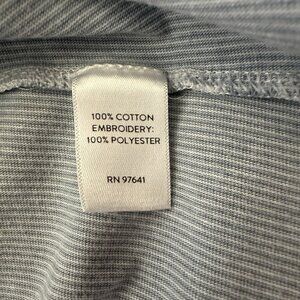 100% COTTON
EMBROIDERY:
100% POLYESTER
RN 97641